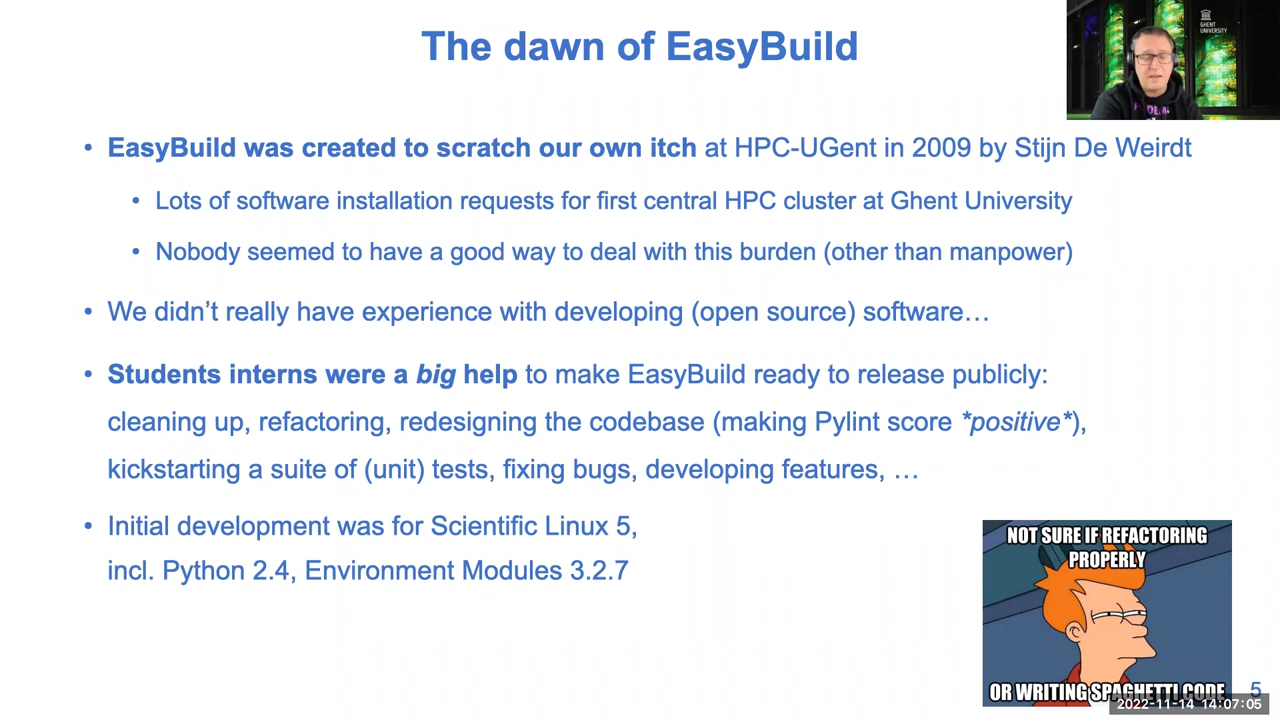 The dawn of EasyBuild
GHENT
UNIVERSITY
• EasyBuild was created to scratch our own itch at HPC-UGent in 2009 by Stijn De Weirdt
• Lots of software installation requests for first central HPC cluster at Ghent University
• Nobody seemed to have a good way to deal with this burden (other than manpower)
• We didn’t really have experience with developing (open source) software…
• Students interns were a big help to make EasyBuild ready to release publicly:
cleaning up, refactoring, redesigning the codebase (making Pylint score *positive*),
kickstarting a suite of (unit) tests, fixing bugs, developing features, …
• Initial development was for Scientific Linux 5,
incl. Python 2.4, Environment Modules 3.2.7
NOT SURE IF REFACTORING
PROPERLY
OR WRITING SPAGHETTI CODE
5
2022-11-14 14:07:05